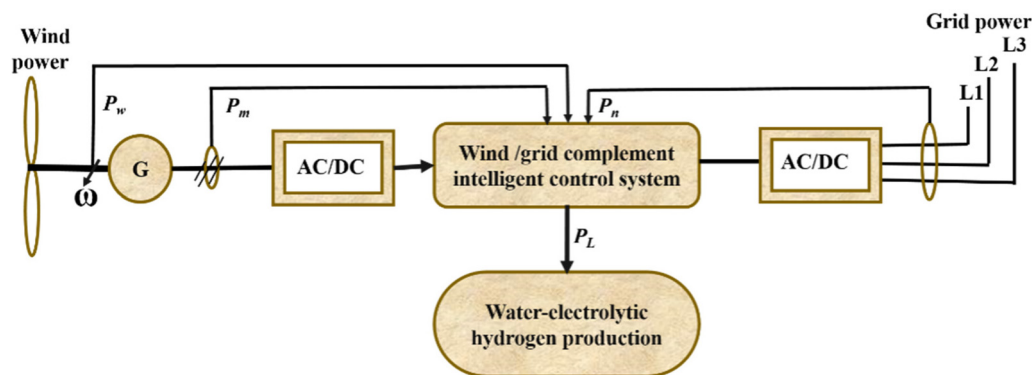 Wind
power
Grid power
L3
L2
L1
P_w
P_m
P_n
G
AC/DC
Wind /grid complement
intelligent control system
AC/DC
ω
P_L
Water-electrolytic
hydrogen production